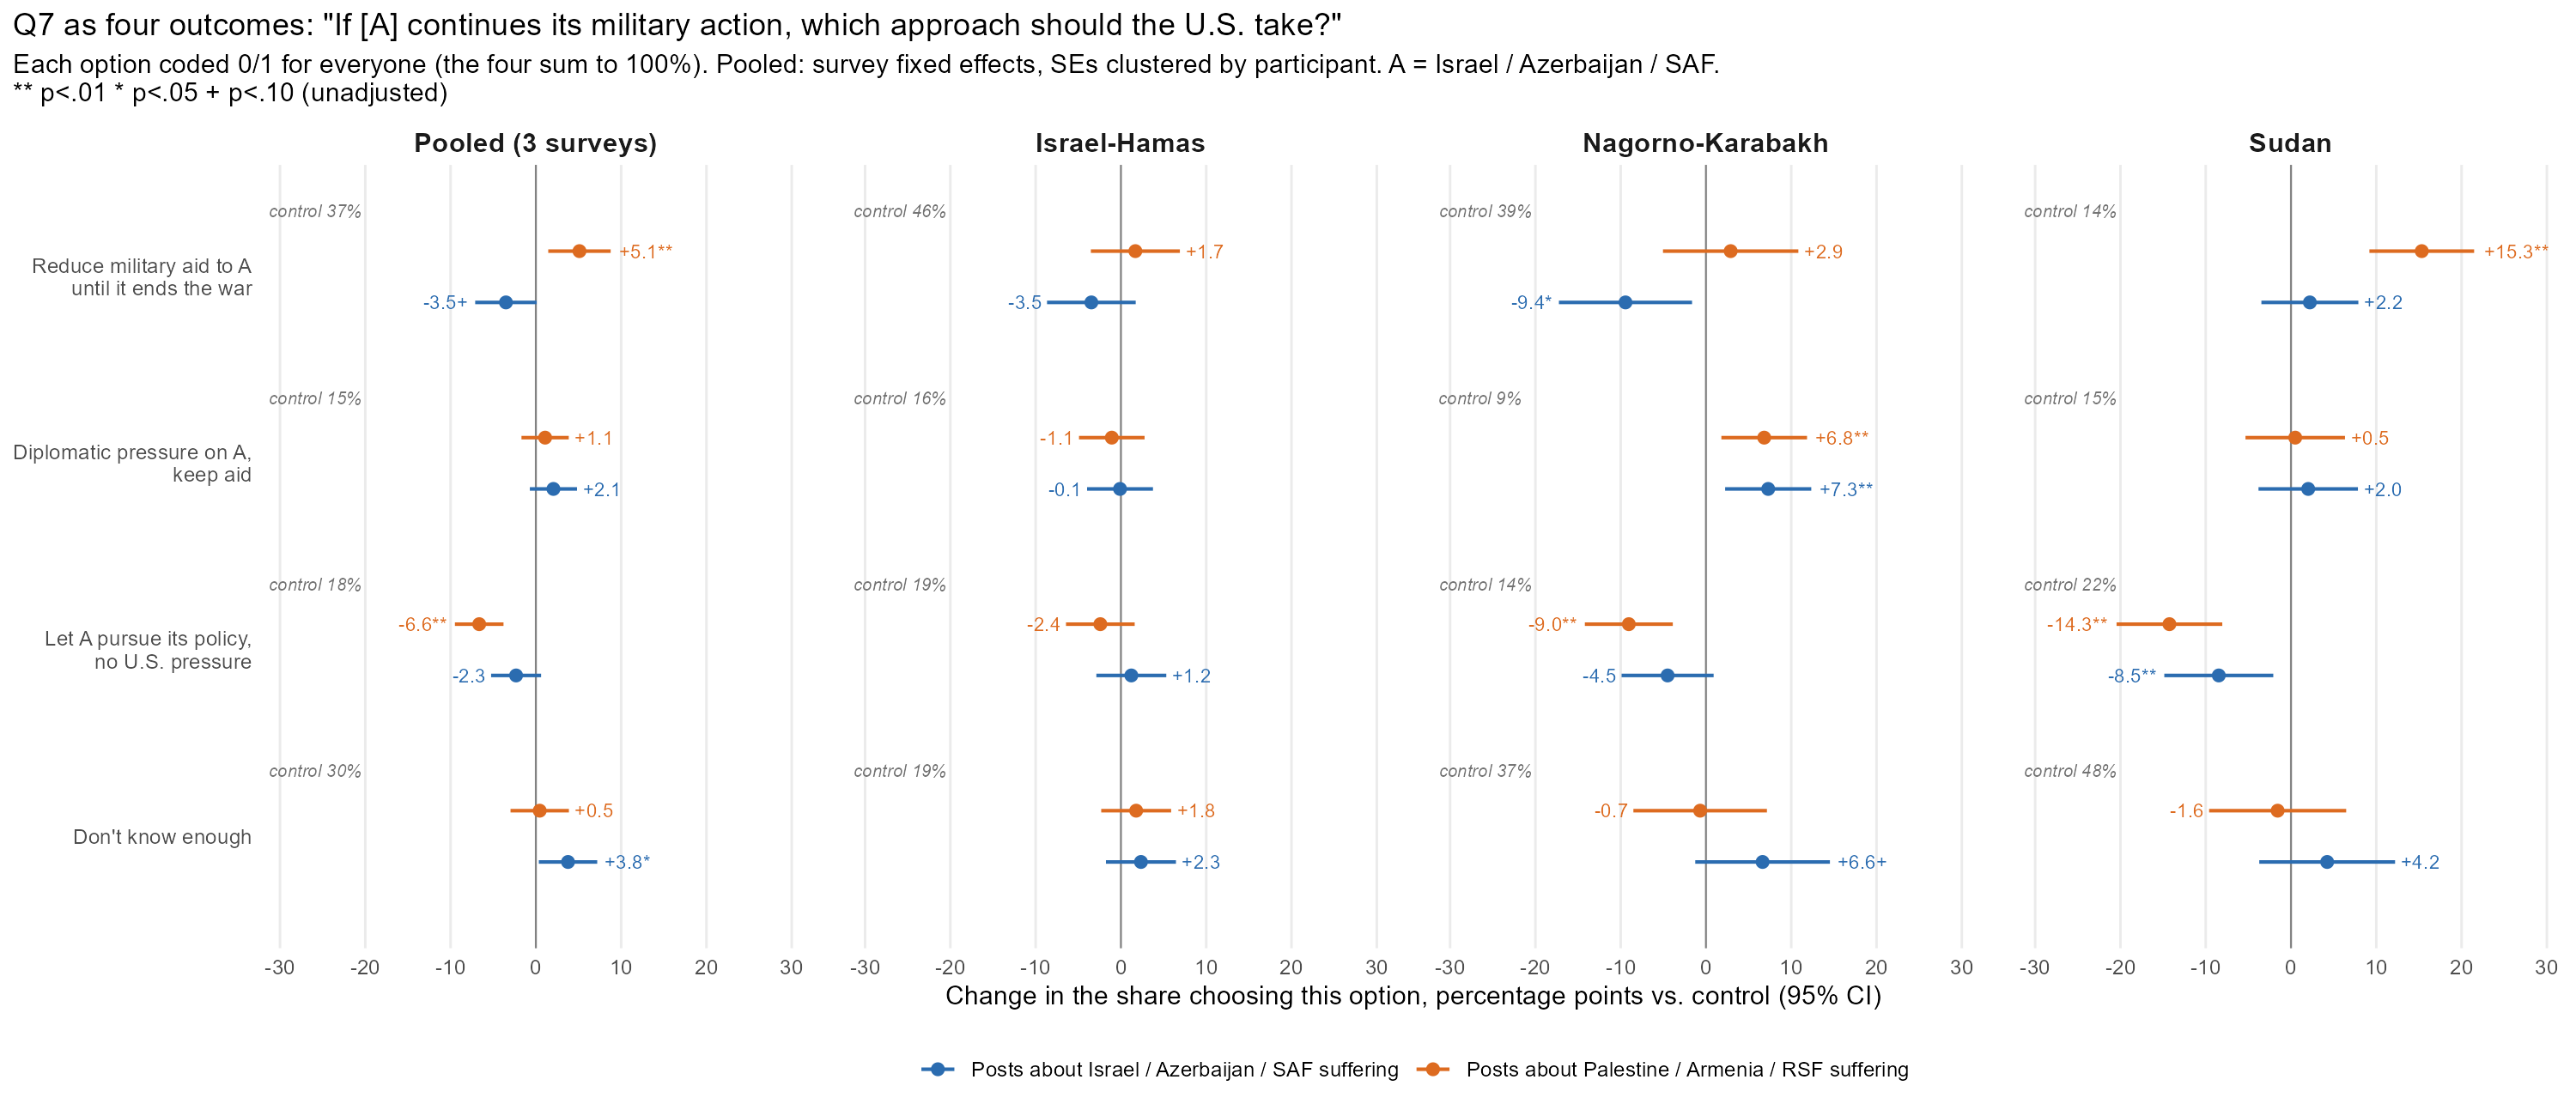 Q7 as four outcomes: "If [A] continues its military action, which approach should the U.S. take?"
Each option coded 0/1 for everyone (the four sum to 100%). Pooled: survey fixed effects, SEs clustered by participant. A = Israel / Azerbaijan / SAF.
** p<.01 * p<.05 + p<.10 (unadjusted)
Pooled (3 surveys)
Israel-Hamas
Nagorno-Karabakh
Sudan
control 37%
control 46%
control 39%
control 14%
Reduce military aid to A
until it ends the war
+5.1**
-3.5+
+1.7
-3.5
+2.9
-9.4*
+15.3**
+2.2
control 15%
control 16%
control 9%
control 15%
Diplomatic pressure on A,
keep aid
+1.1
+2.1
-1.1
-0.1
+6.8**
+7.3**
+0.5
+2.0
control 18%
control 19%
control 14%
control 22%
Let A pursue its policy,
no U.S. pressure
-6.6**
-2.3
-2.4
+1.2
-9.0**
-4.5
-14.3**
-8.5**
control 30%
control 19%
control 37%
control 48%
Don't know enough
+0.5
+3.8*
+1.8
+2.3
-0.7
+6.6+
-1.6
+4.2
-30 -20 -10 0 10 20 30
-30 -20 -10 0 10 20 30
-30 -20 -10 0 10 20 30
-30 -20 -10 0 10 20 30
Change in the share choosing this option, percentage points vs. control (95% CI)
Posts about Israel / Azerbaijan / SAF suffering
Posts about Palestine / Armenia / RSF suffering